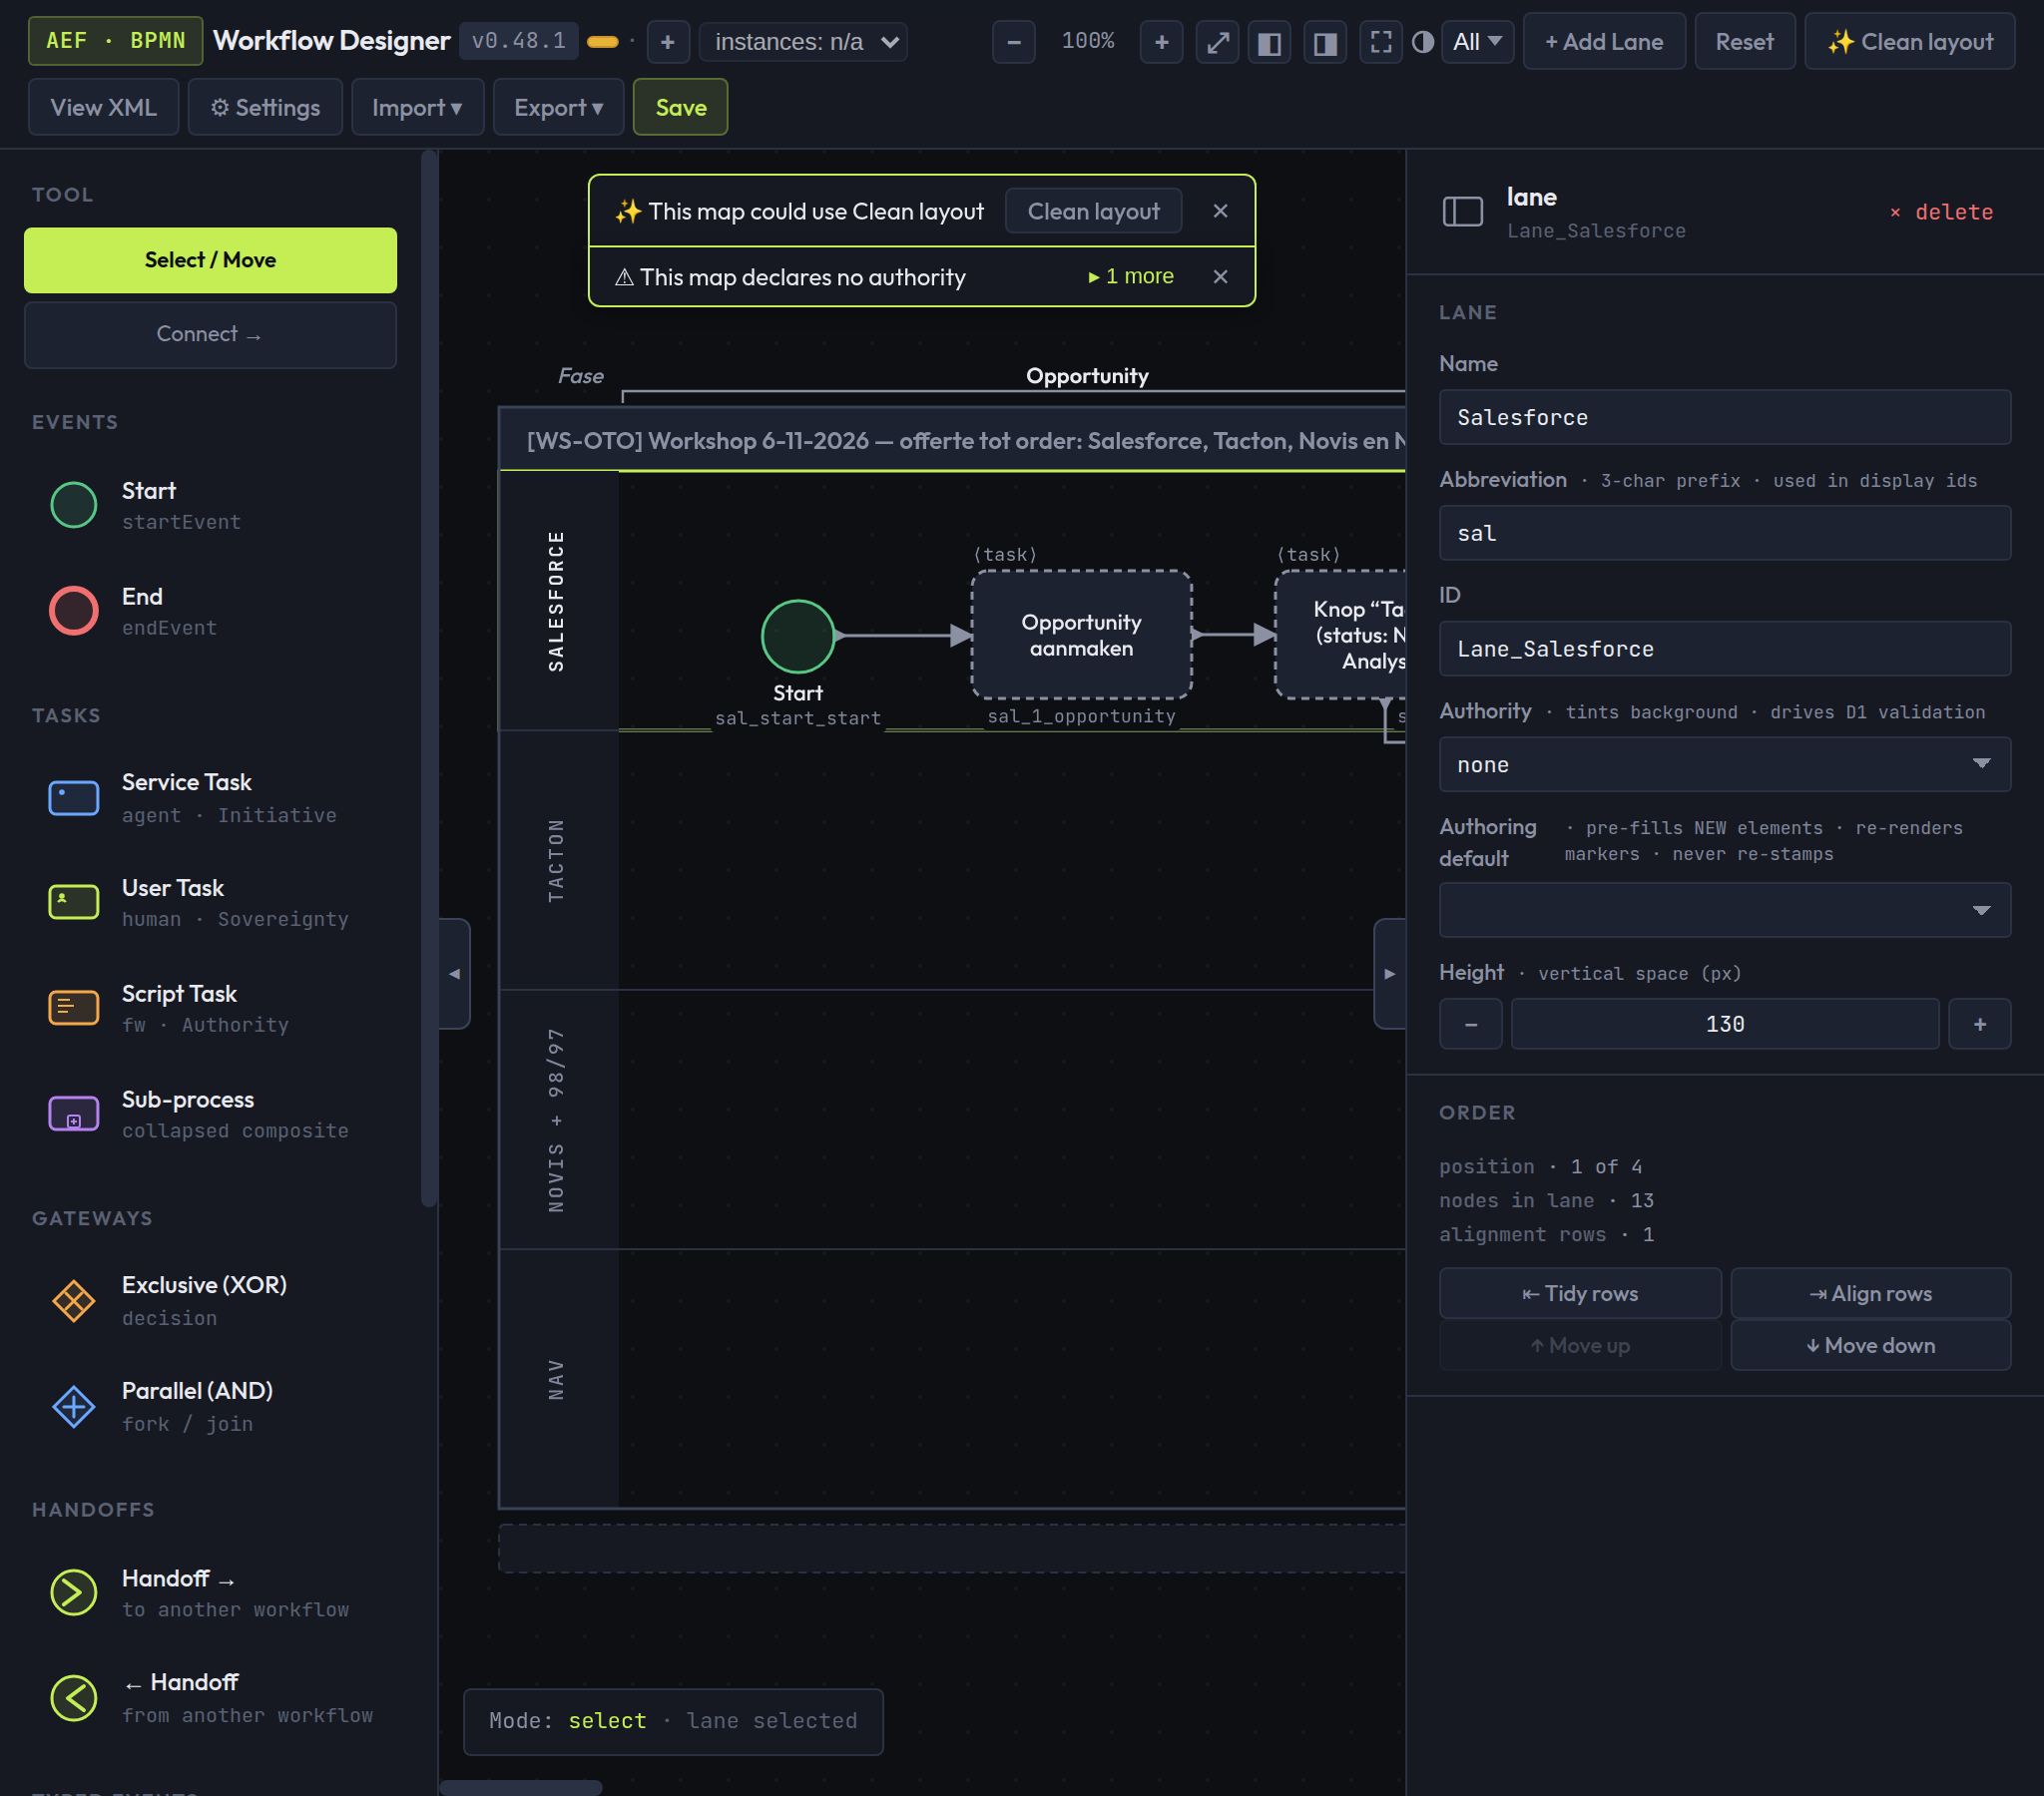 AEF · BPMN Workflow Designer v0.48.1 · + instances: n/a − 100% + All + Add Lane Reset ✨ Clean layout
View XML ⚙ Settings Import ▾ Export ▾ Save
TOOL
Select / Move
Connect →
EVENTS
Start
startEvent
End
endEvent
TASKS
Service Task
agent · Initiative
User Task
human · Sovereignty
Script Task
fw · Authority
Sub-process
collapsed composite
GATEWAYS
Exclusive (XOR)
decision
Parallel (AND)
fork / join
HANDOFFS
Handoff →
to another workflow
← Handoff
from another workflow
✨ This map could use Clean layout Clean layout ✕
⚠ This map declares no authority ▸ 1 more ✕
Fase Opportunity
[WS-OTO] Workshop 6-11-2026 — offerte tot order: Salesforce, Tacton, Novis en N
SALESFORCE
Start
sal_start_start
⟨task⟩
Opportunity
aanmaken
sal_1_opportunity
⟨task⟩
Knop “Ta
(status: N
Analys
s
TACTON
NOVIS + 98/97
NAV
Mode: select · lane selected
lane
Lane_Salesforce
× delete
LANE
Name
Salesforce
Abbreviation · 3-char prefix · used in display ids
sal
ID
Lane_Salesforce
Authority · tints background · drives D1 validation
none
Authoring default · pre-fills NEW elements · re-renders markers · never re-stamps
Height · vertical space (px)
− 130 +
ORDER
position · 1 of 4
nodes in lane · 13
alignment rows · 1
⇤ Tidy rows ⇥ Align rows
↑ Move up ↓ Move down